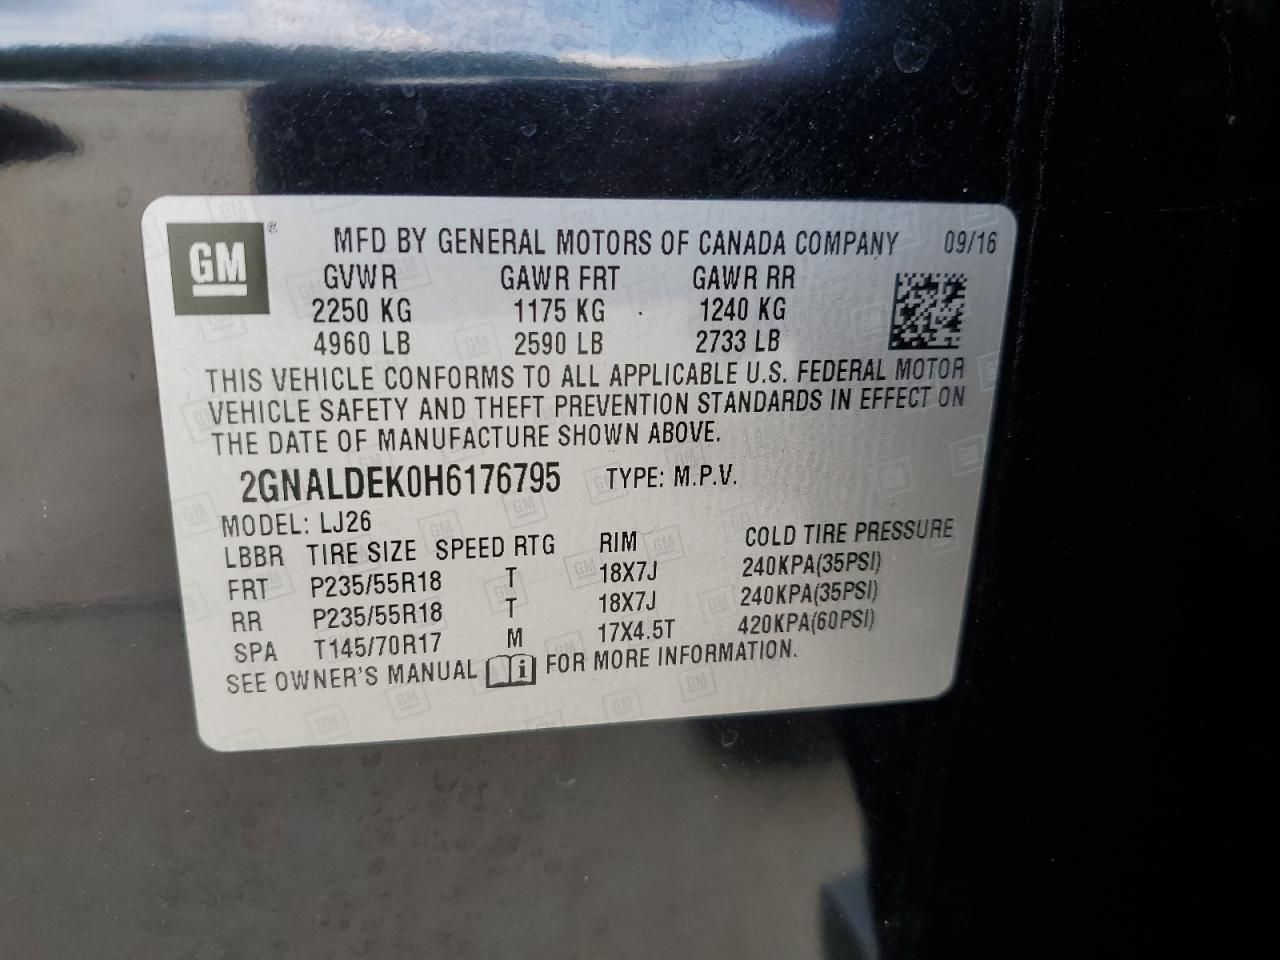 GM ®
MFD BY GENERAL MOTORS OF CANADA COMPANY 09/16
GVWR GAWR FRT GAWR RR
2250 KG 1175 KG 1240 KG
4960 LB 2590 LB 2733 LB
THIS VEHICLE CONFORMS TO ALL APPLICABLE U.S. FEDERAL MOTOR
VEHICLE SAFETY AND THEFT PREVENTION STANDARDS IN EFFECT ON
THE DATE OF MANUFACTURE SHOWN ABOVE.
2GNALDEK0H6176795 TYPE: M.P.V.
MODEL: LJ26
LBBR TIRE SIZE SPEED RTG RIM COLD TIRE PRESSURE
FRT P235/55R18 T 18X7J 240KPA(35PSI)
RR P235/55R18 T 18X7J 240KPA(35PSI)
SPA T145/70R17 M 17X4.5T 420KPA(60PSI)
SEE OWNER'S MANUAL i FOR MORE INFORMATION.